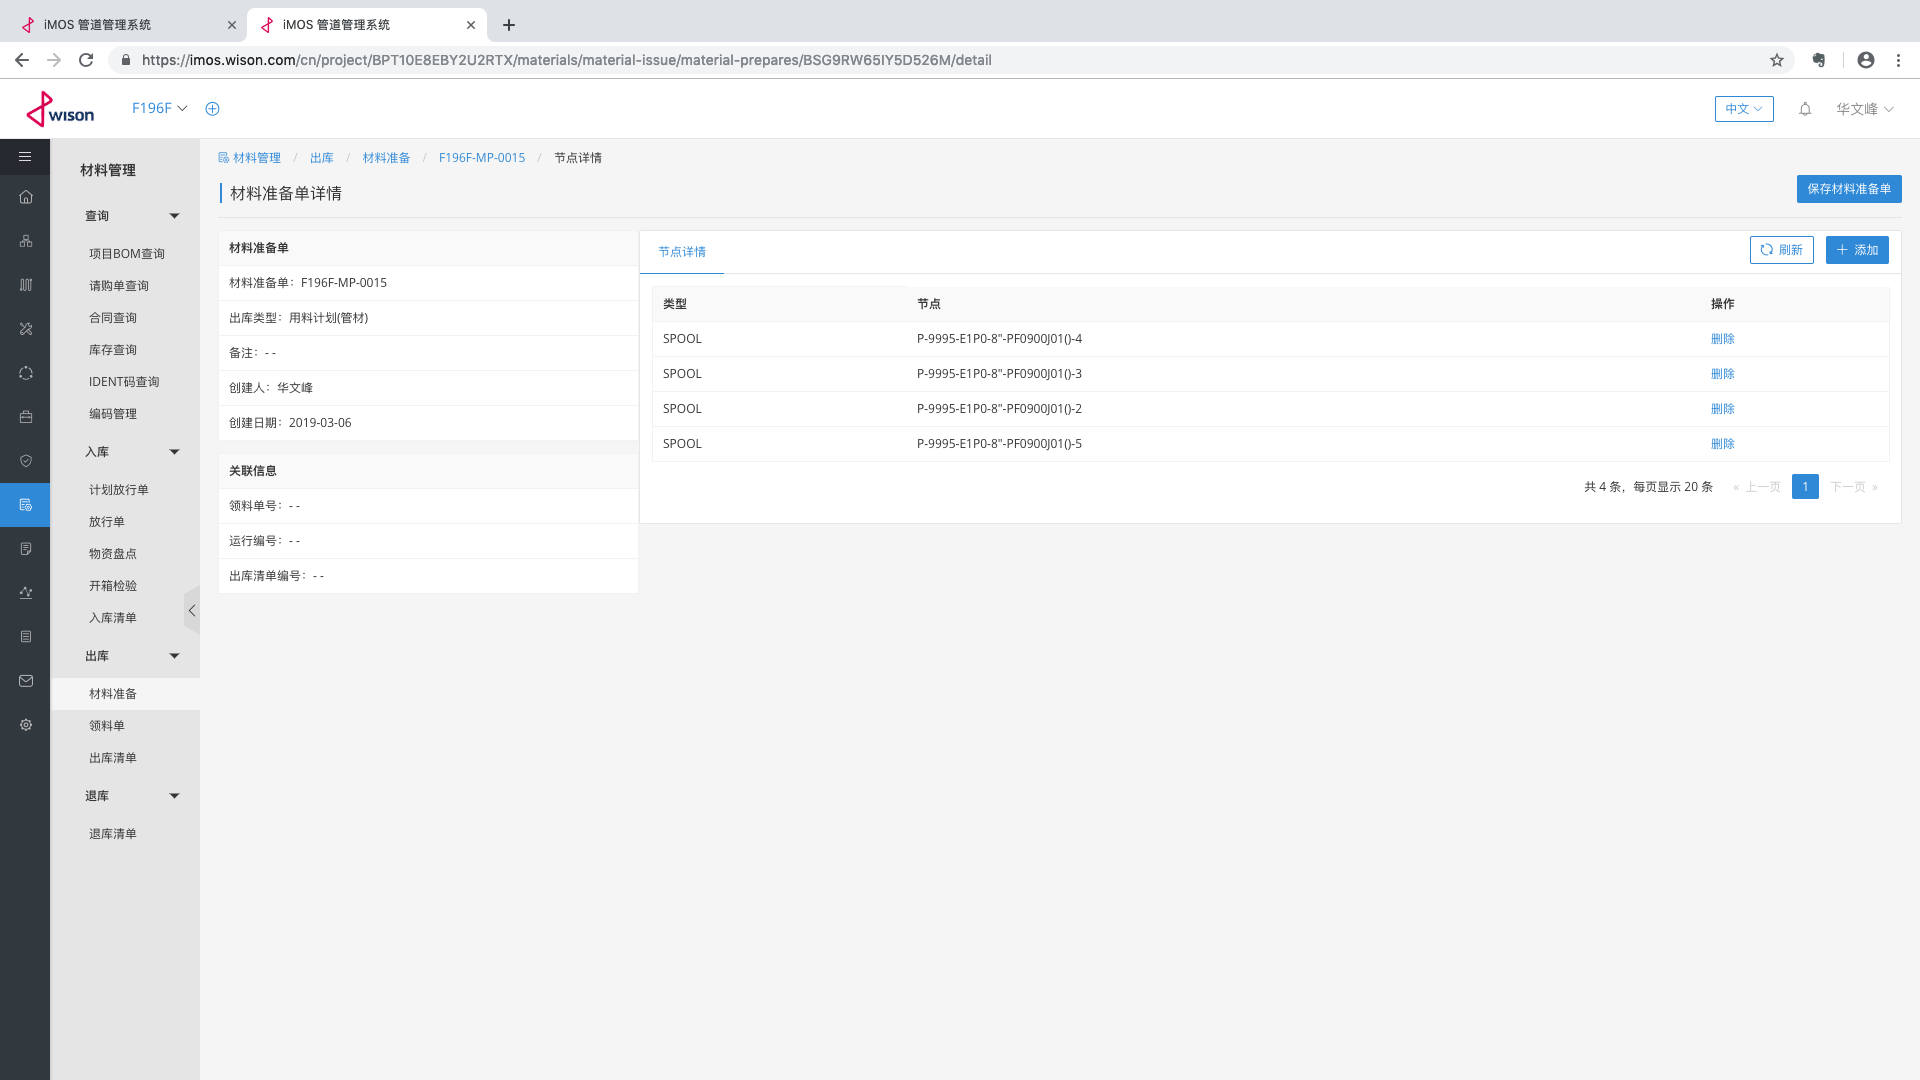 iMOS 管道管理系统
iMOS 管道管理系统
https://imos.wison.com/cn/project/BPT10E8EBY2U2RTX/materials/material-issue/material-prepares/BSG9RW65IY5D526M/detail
wison
F196F
中文
华文峰
材料管理
查询
项目BOM查询
请购单查询
合同查询
库存查询
IDENT码查询
编码管理
入库
计划放行单
放行单
物资盘点
开箱检验
入库清单
出库
材料准备
领料单
出库清单
退库
退库清单
材料管理 / 出库 / 材料准备 / F196F-MP-0015 / 节点详情
材料准备单详情
保存材料准备单
材料准备单
材料准备单：F196F-MP-0015
出库类型：用料计划(管材)
备注：- -
创建人：华文峰
创建日期：2019-03-06
关联信息
领料单号：- -
运行编号：- -
出库清单编号：- -
节点详情
刷新
添加
类型 节点 操作
SPOOL P-9995-E1P0-8"-PF0900J01()-4 删除
SPOOL P-9995-E1P0-8"-PF0900J01()-3 删除
SPOOL P-9995-E1P0-8"-PF0900J01()-2 删除
SPOOL P-9995-E1P0-8"-PF0900J01()-5 删除
共 4 条，每页显示 20 条 « 上一页 1 下一页 »